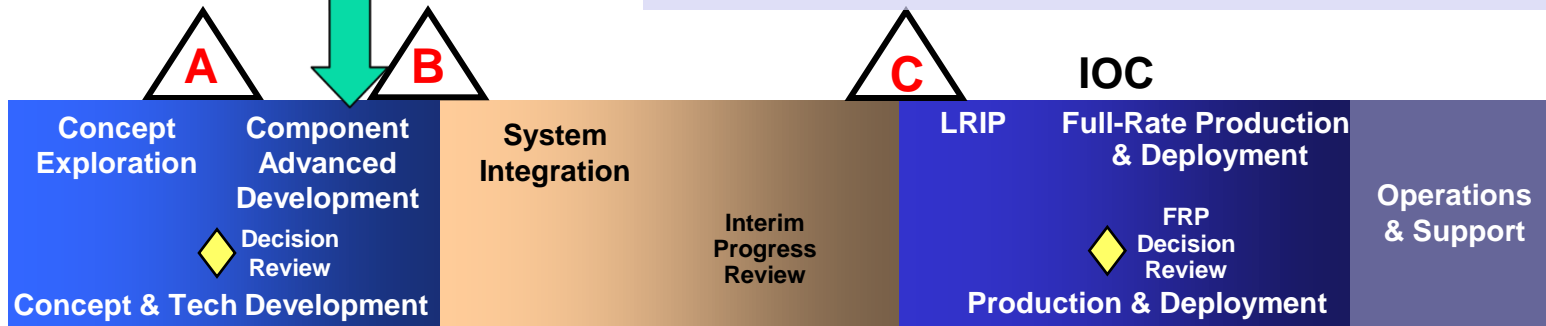 A
B
C
IOC
Concept
Exploration
Component
Advanced
Development
Decision
Review
Concept & Tech Development
System
Integration
Interim
Progress
Review
LRIP
Full-Rate Production
& Deployment
FRP
Decision
Review
Production & Deployment
Operations
& Support